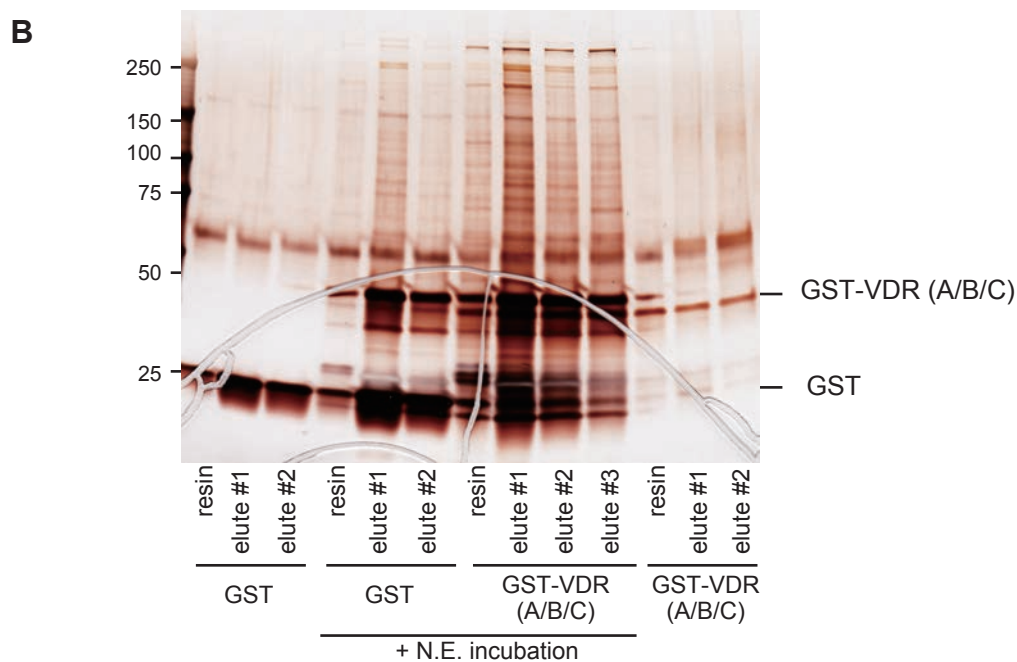 B
250
150
100
75
50
25
GST-VDR (A/B/C)
GST
resin
elute #1
elute #2
resin
elute #1
elute #2
resin
elute #1
elute #2
elute #3
resin
elute #1
elute #2
GST
GST
GST-VDR
(A/B/C)
GST-VDR
(A/B/C)
+ N.E. incubation